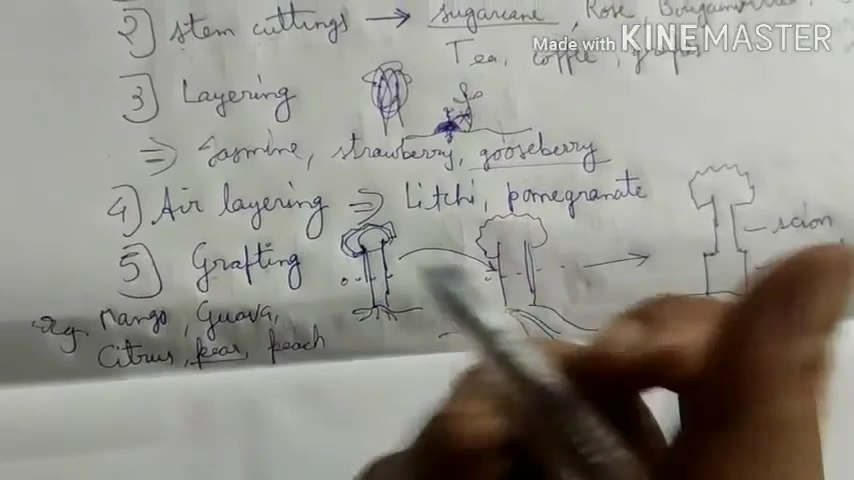 2) stem cuttings → sugarcane, Rose
Tea, coffee, grapes
Made with KINEMASTER
3) Layering
⇒ Jasmine, strawberry, gooseberry
4) Air layering ⇒ Litchi, pomegranate
5) Grafting
scion
eg. Mango, Guava,
Citrus, pear, peach